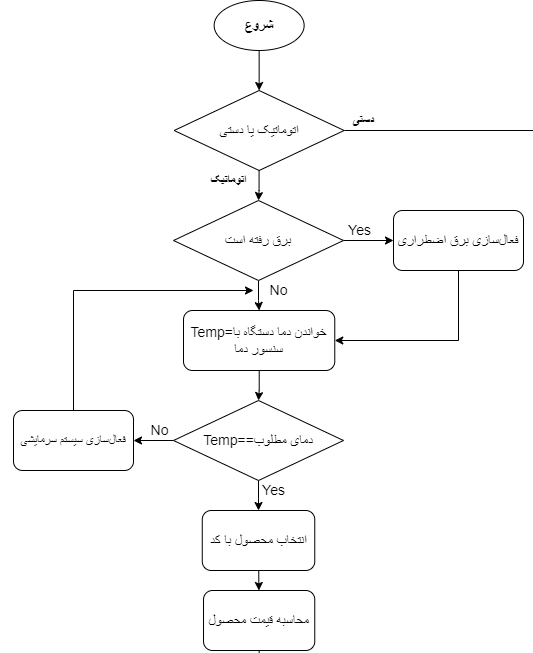 شروع
اتوماتیک یا دستی
دستی
اتوماتیک
برق رفته است
Yes
فعال‌سازی برق اضطراری
No
خواندن دما دستگاه با=Temp
سنسور دما
دمای مطلوب==Temp
No
فعال‌سازی سیستم سرمایشی
Yes
انتخاب محصول با کد
محاسبه قیمت محصول